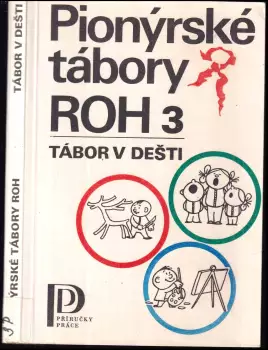 Pionýrské
tábory
ROH 3
TÁBOR V DEŠTI
PŘÍRUČKY
PRÁCE
TÁBOR V DEŠTI
ÝRSKÉ TÁBORY ROH